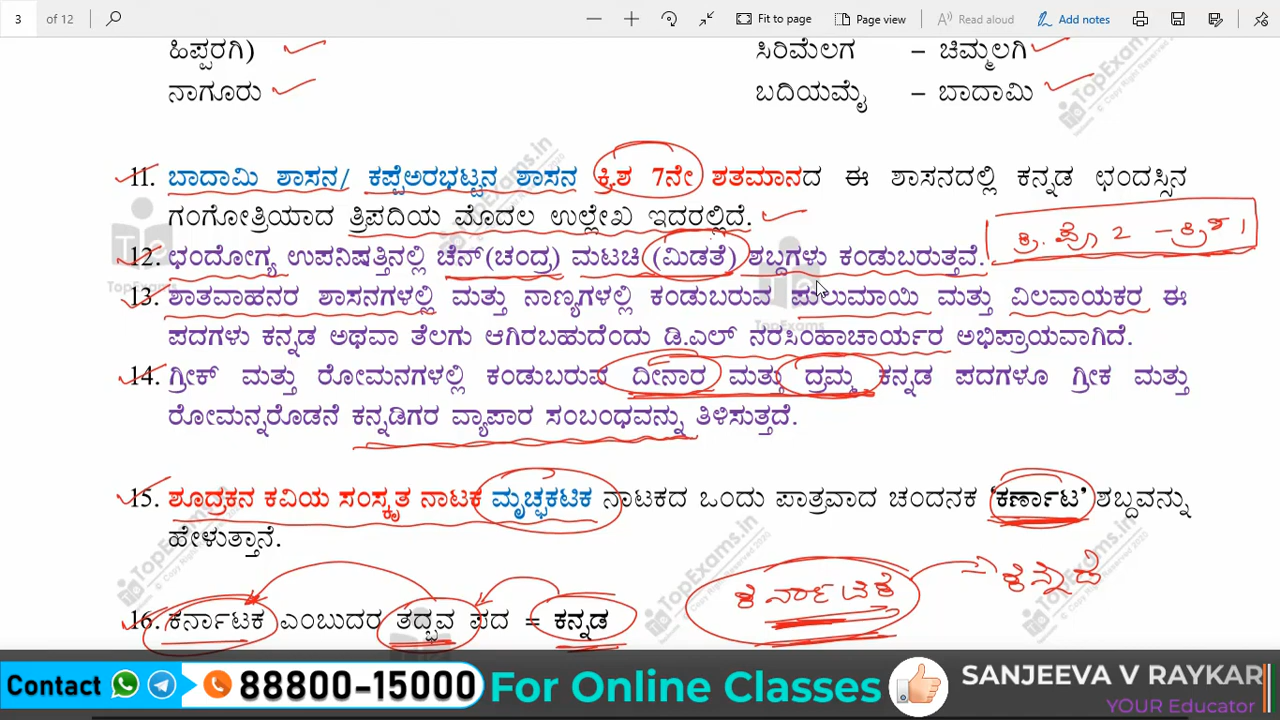 3 of 12 Fit to page Page view Read aloud Add notes
ಹಿಪ್ಪರಗಿ) ಸಿರಿಮೆಲಗ – ಚಿಮ್ಮಲಗಿ
ನಾಗೂರು ಬದಿಯಮೈ – ಬಾದಾಮಿ
11. ಬಾದಾಮಿ ಶಾಸನ/ ಕಪ್ಪೆಅರಭಟ್ಟನ ಶಾಸನ ಕ್ರಿ.ಶ 7ನೇ ಶತಮಾನದ ಈ ಶಾಸನದಲ್ಲಿ ಕನ್ನಡ ಛಂದಸ್ಸಿನ
ಗಂಗೋತ್ರಿಯಾದ ತ್ರಿಪದಿಯ ಮೊದಲ ಉಲ್ಲೇಖ ಇದರಲ್ಲಿದೆ.
ಕ್ರಿ. ಪೂ 2 – ಕ್ರಿಶ 1
12. ಛಂದೋಗ್ಯ ಉಪನಿಷತ್ತಿನಲ್ಲಿ ಚೆನ್(ಚಂದ್ರ) ಮಟಚಿ (ಮಿಡತೆ) ಶಬ್ದಗಳು ಕಂಡುಬರುತ್ತವೆ.
13. ಶಾತವಾಹನರ ಶಾಸನಗಳಲ್ಲಿ ಮತ್ತು ನಾಣ್ಯಗಳಲ್ಲಿ ಕಂಡುಬರುವ ಪುಲುಮಾಯಿ ಮತ್ತು ವಿಲವಾಯಕರ ಈ
ಪದಗಳು ಕನ್ನಡ ಅಥವಾ ತೆಲಗು ಆಗಿರಬಹುದೆಂದು ಡಿ.ಎಲ್ ನರಸಿಂಹಾಚಾರ್ಯರ ಅಭಿಪ್ರಾಯವಾಗಿದೆ.
14. ಗ್ರೀಕ್ ಮತ್ತು ರೋಮನಗಳಲ್ಲಿ ಕಂಡುಬರುವ ದೀನಾರ ಮತ್ತು ದ್ರಮ್ಮ ಕನ್ನಡ ಪದಗಳೂ ಗ್ರೀಕ ಮತ್ತು
ರೋಮನ್ನರೊಡನೆ ಕನ್ನಡಿಗರ ವ್ಯಾಪಾರ ಸಂಬಂಧವನ್ನು ತಿಳಿಸುತ್ತದೆ.
15. ಶೂದ್ರಕನ ಕವಿಯ ಸಂಸ್ಕೃತ ನಾಟಕ ಮೃಚ್ಛಕಟಿಕ ನಾಟಕದ ಒಂದು ಪಾತ್ರವಾದ ಚಂದನಕ ‘ಕರ್ಣಾಟ’ ಶಬ್ದವನ್ನು
ಹೇಳುತ್ತಾನೆ.
ಕರ್ನಾಟಕ ಕನ್ನಡ
16. ಕರ್ನಾಟಕ ಎಂಬುದರ ತದ್ಭವ ಪದ = ಕನ್ನಡ
Contact 88800-15000 For Online Classes SANJEEVA V RAYKAR
YOUR Educator